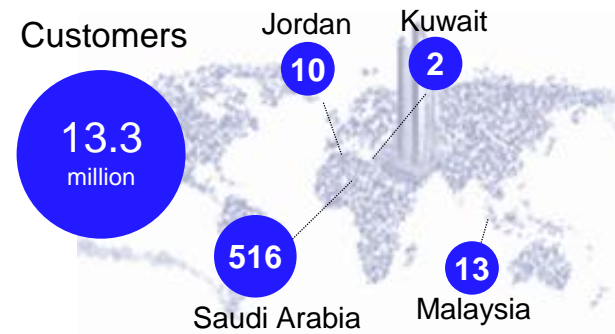 Customers
13.3
million
Jordan
10
Kuwait
2
516
Saudi Arabia
13
Malaysia